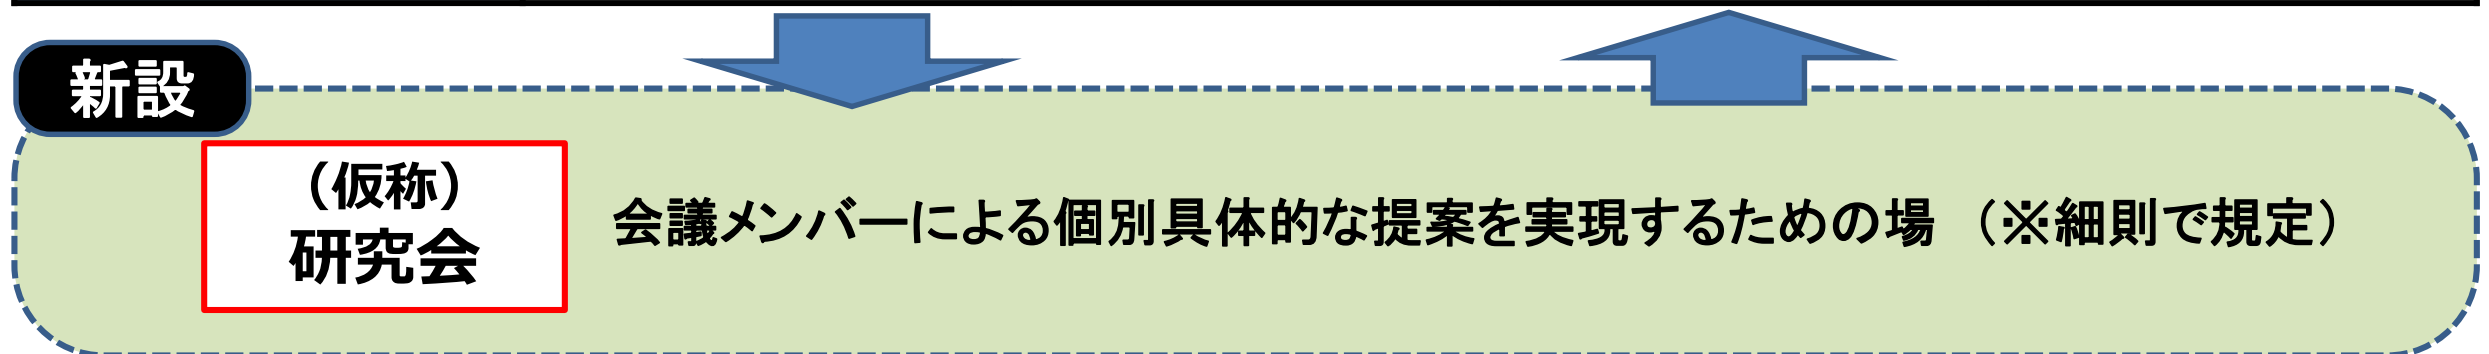 新設
（仮称）
研究会
会議メンバーによる個別具体的な提案を実現するための場 （※細則で規定）